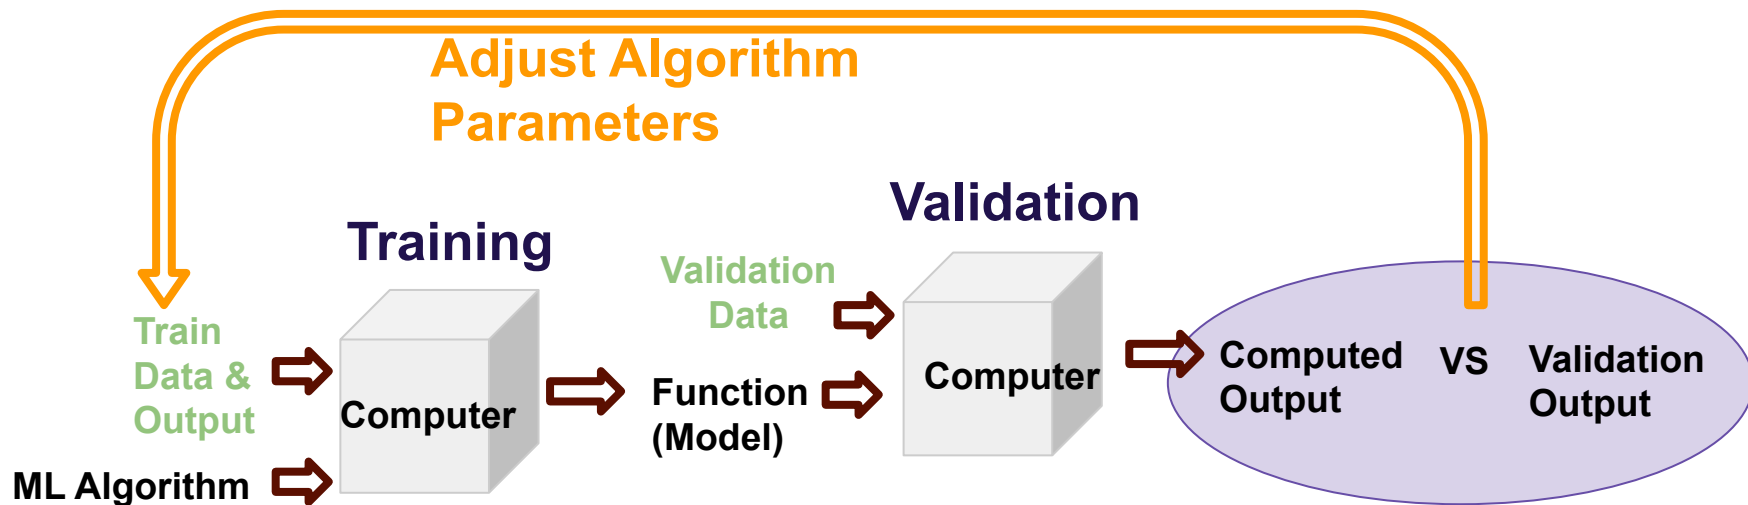 Adjust Algorithm
Parameters
Training
Validation
Train
Data &
Output
ML Algorithm
Computer
Validation
Data
Function
(Model)
Computer
Computed
Output
VS
Validation
Output